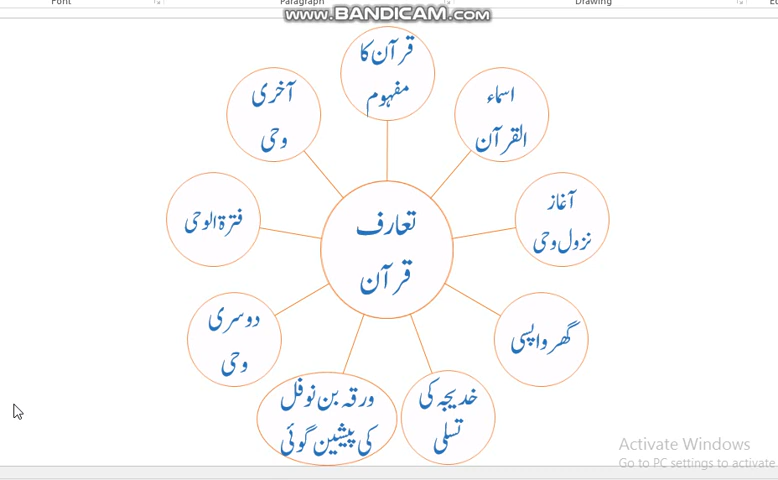 Font
Paragraph
Drawing
www.BANDICAM.com
قرآن کا
مفہوم
اسماء
القرآن
آغاز
نزول وحی
گھر واپسی
خدیجہ کی
تسلی
ورقہ بن نوفل
کی پیشین گوئی
دوسری
وحی
فترۃ الوحی
آخری
وحی
تعارف
قرآن
Activate Windows
Go to PC settings to activate